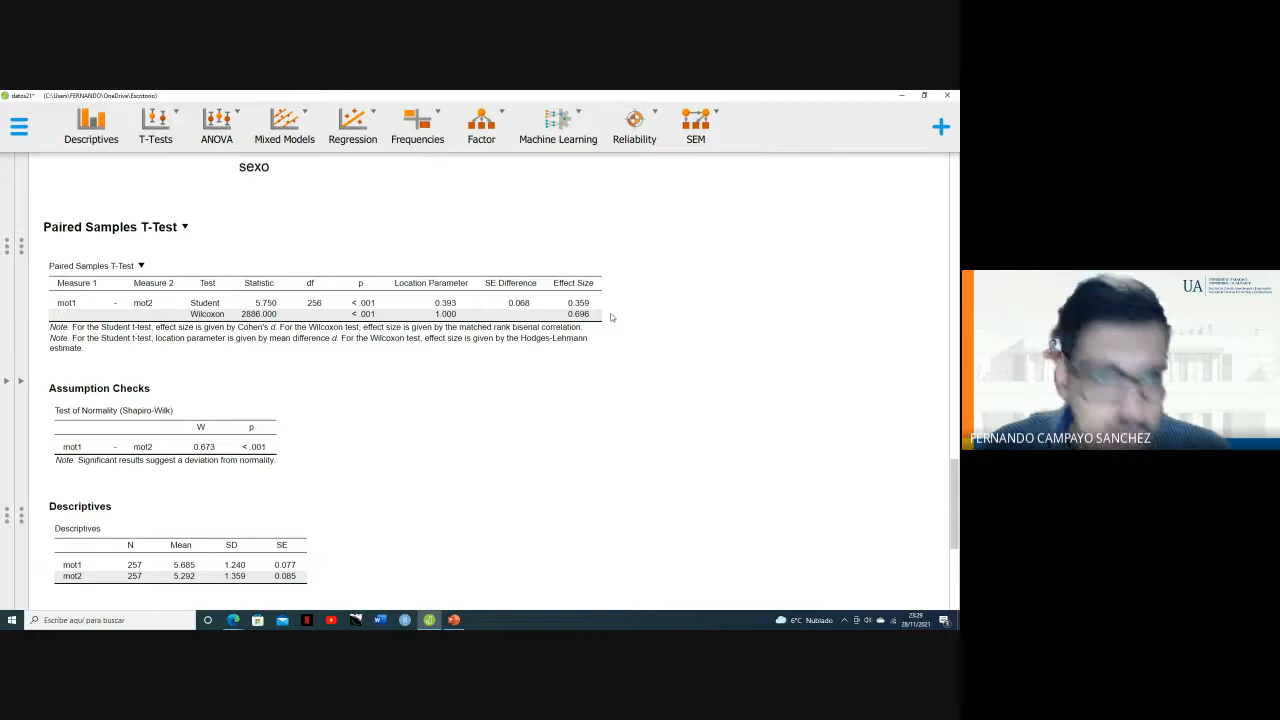 datos21* (C:\Users\FERNANDO\OneDrive\Escritorio)
Descriptives T-Tests ANOVA Mixed Models Regression Frequencies Factor Machine Learning Reliability SEM
sexo
Paired Samples T-Test
Paired Samples T-Test
Measure 1 Measure 2 Test Statistic df p Location Parameter SE Difference Effect Size
mot1 - mot2 Student 5.750 256 < .001 0.393 0.068 0.359
Wilcoxon 2886.000 < .001 1.000 0.696
Note. For the Student t-test, effect size is given by Cohen's d. For the Wilcoxon test, effect size is given by the matched rank biserial correlation.
Note. For the Student t-test, location parameter is given by mean difference d. For the Wilcoxon test, effect size is given by the Hodges-Lehmann
estimate.
Assumption Checks
Test of Normality (Shapiro-Wilk)
W p
mot1 - mot2 0.673 < .001
Note. Significant results suggest a deviation from normality.
Descriptives
Descriptives
N Mean SD SE
mot1 257 5.685 1.240 0.077
mot2 257 5.292 1.359 0.085
UA
FERNANDO CAMPAYO SANCHEZ
Escribe aquí para buscar
6°C Nublado
23:29
28/11/2021